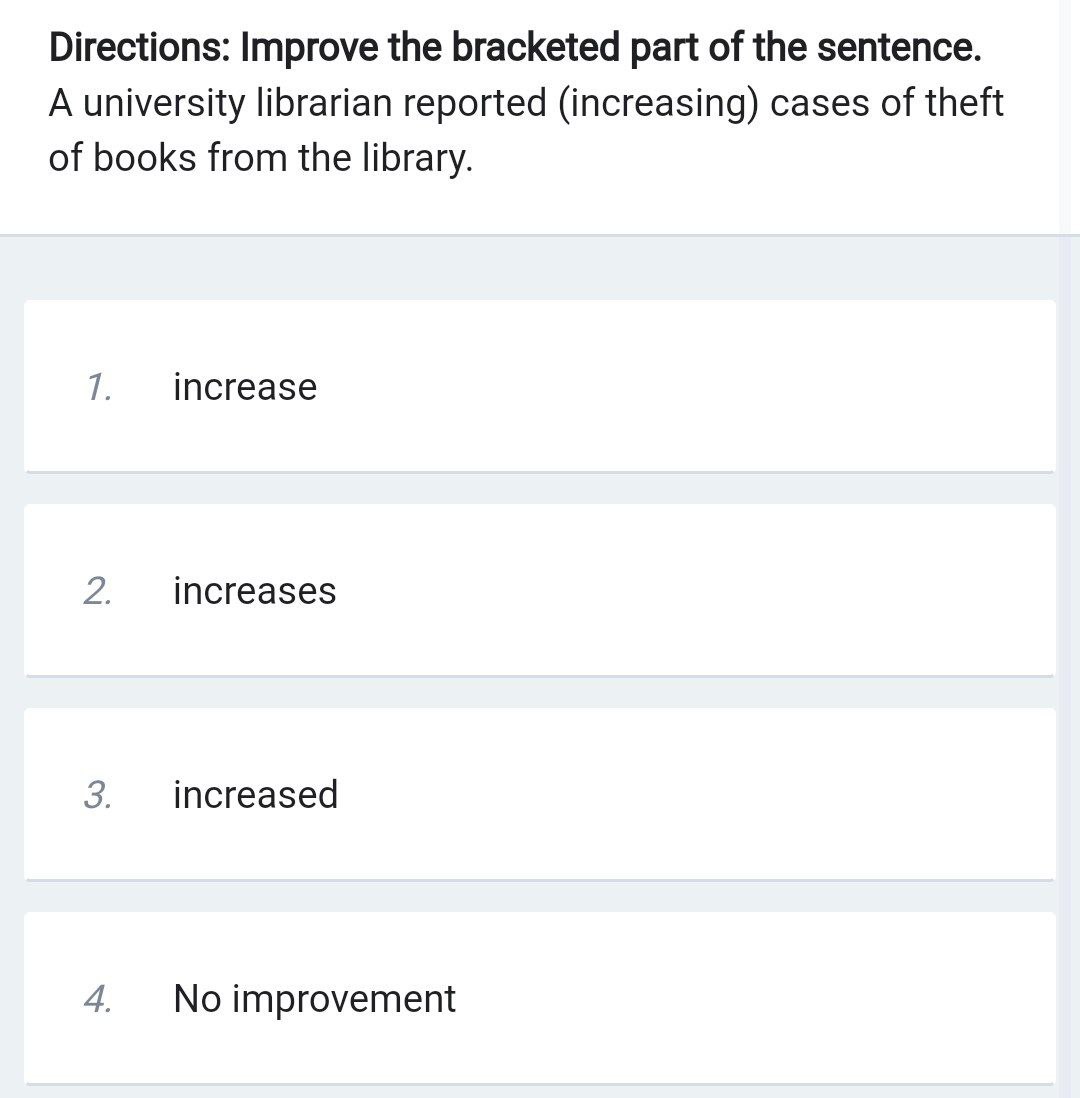 Directions: Improve the bracketed part of the sentence.
A university librarian reported (increasing) cases of theft
of books from the library.
1. increase
2. increases
3. increased
4. No improvement